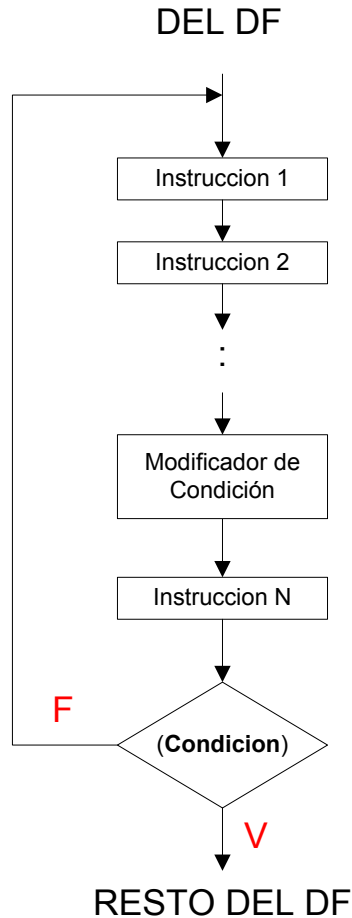 DEL DF
Instruccion 1
Instruccion 2
:
Modificador de
Condición
Instruccion N
F
(Condicion)
V
RESTO DEL DF